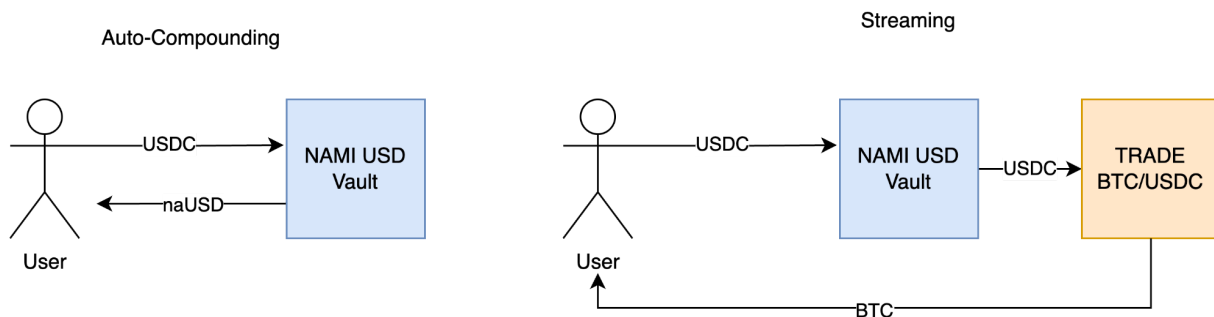 Auto-Compounding
USDC
NAMI USD
Vault
naUSD
User
Streaming
USDC
NAMI USD
Vault
USDC
TRADE
BTC/USDC
User
BTC